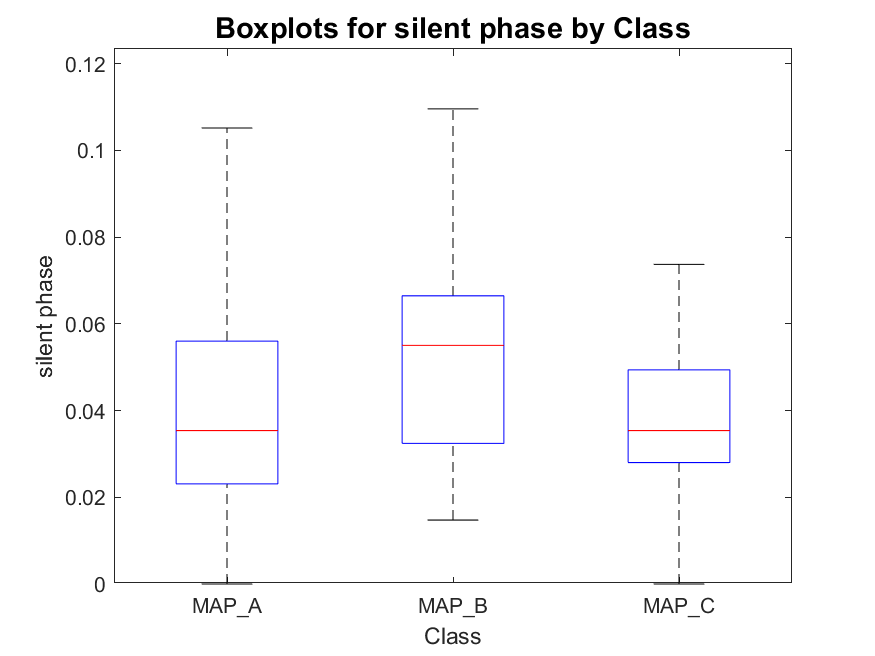 Boxplots for silent phase by Class
0.12
0.1
0.08
0.06
0.04
0.02
0
silent phase
MAP_A MAP_B MAP_C
Class